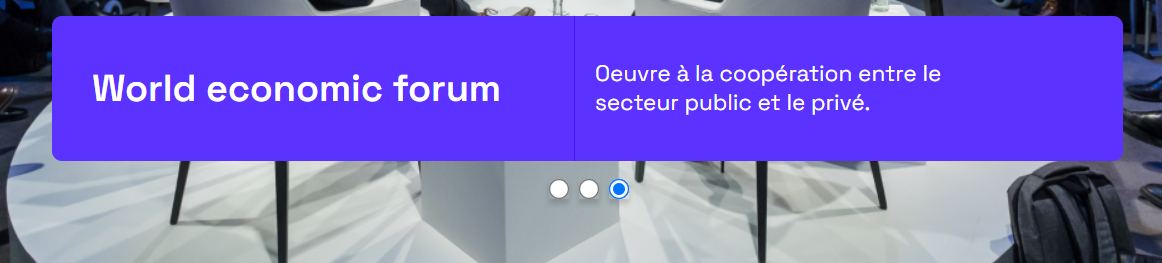 World economic forum
Oeuvre à la coopération entre le
secteur public et le privé.